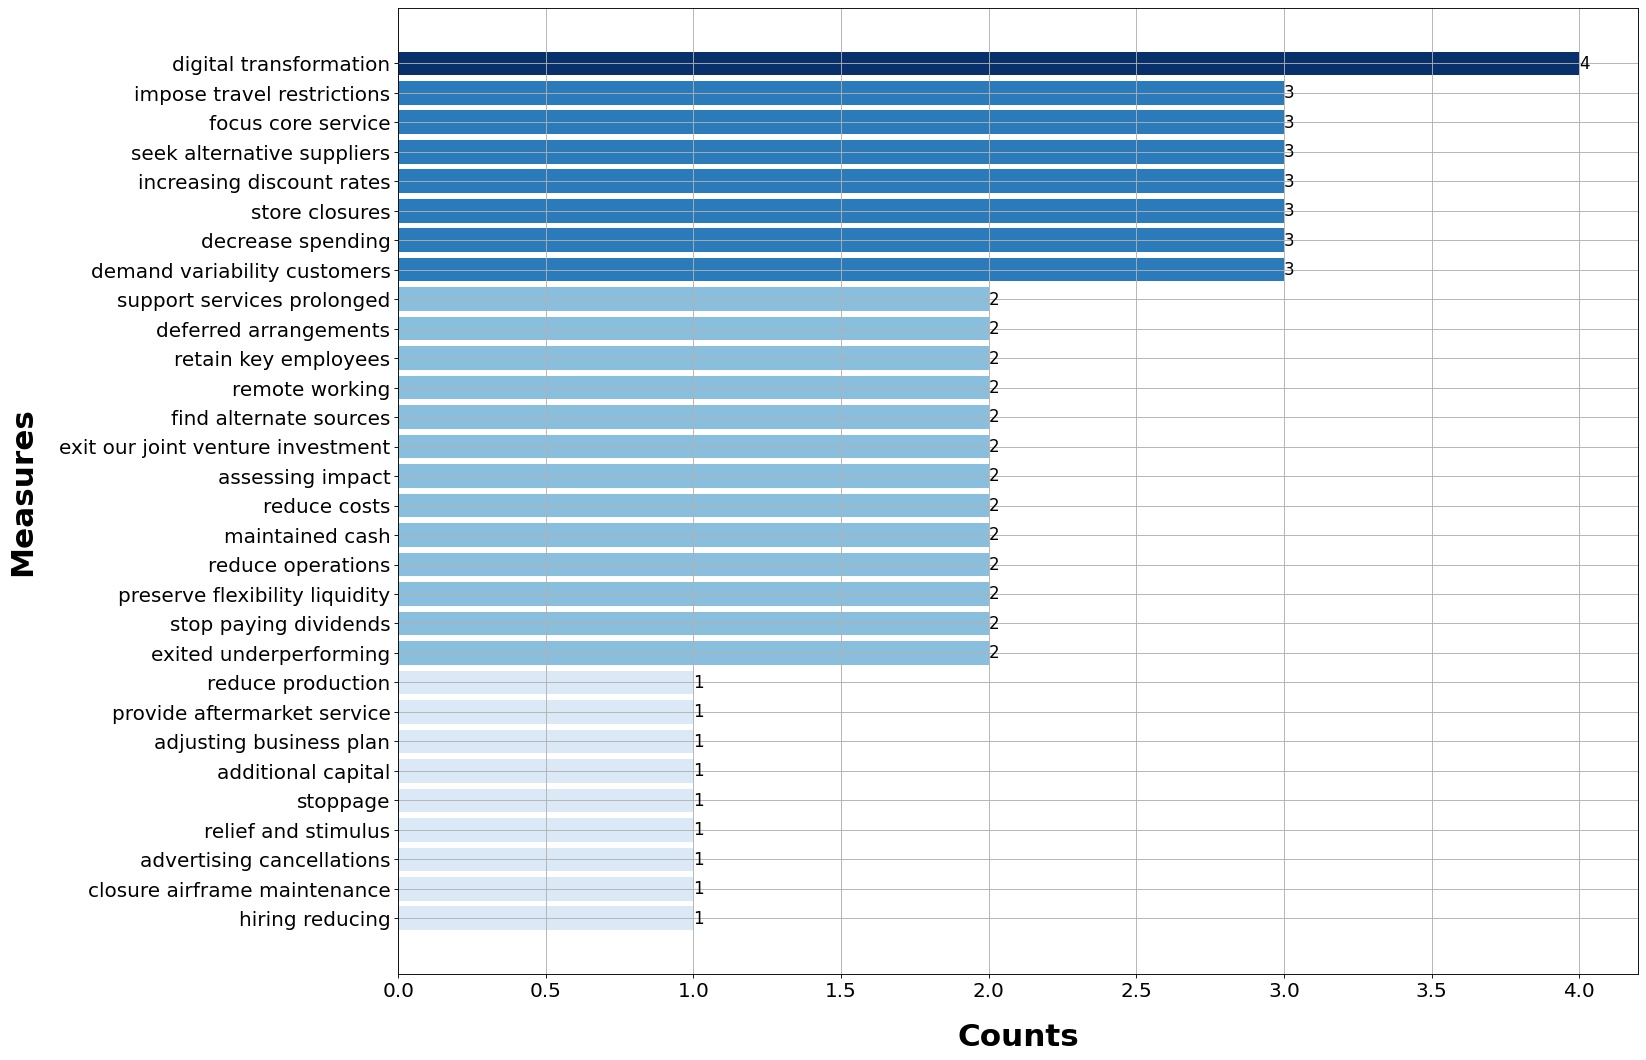 Measures
digital transformation 4
impose travel restrictions 3
focus core service 3
seek alternative suppliers 3
increasing discount rates 3
store closures 3
decrease spending 3
demand variability customers 3
support services prolonged 2
deferred arrangements 2
retain key employees 2
remote working 2
find alternate sources 2
exit our joint venture investment 2
assessing impact 2
reduce costs 2
maintained cash 2
reduce operations 2
preserve flexibility liquidity 2
stop paying dividends 2
exited underperforming 2
reduce production 1
provide aftermarket service 1
adjusting business plan 1
additional capital 1
stoppage 1
relief and stimulus 1
advertising cancellations 1
closure airframe maintenance 1
hiring reducing 1
0.0 0.5 1.0 1.5 2.0 2.5 3.0 3.5 4.0
Counts